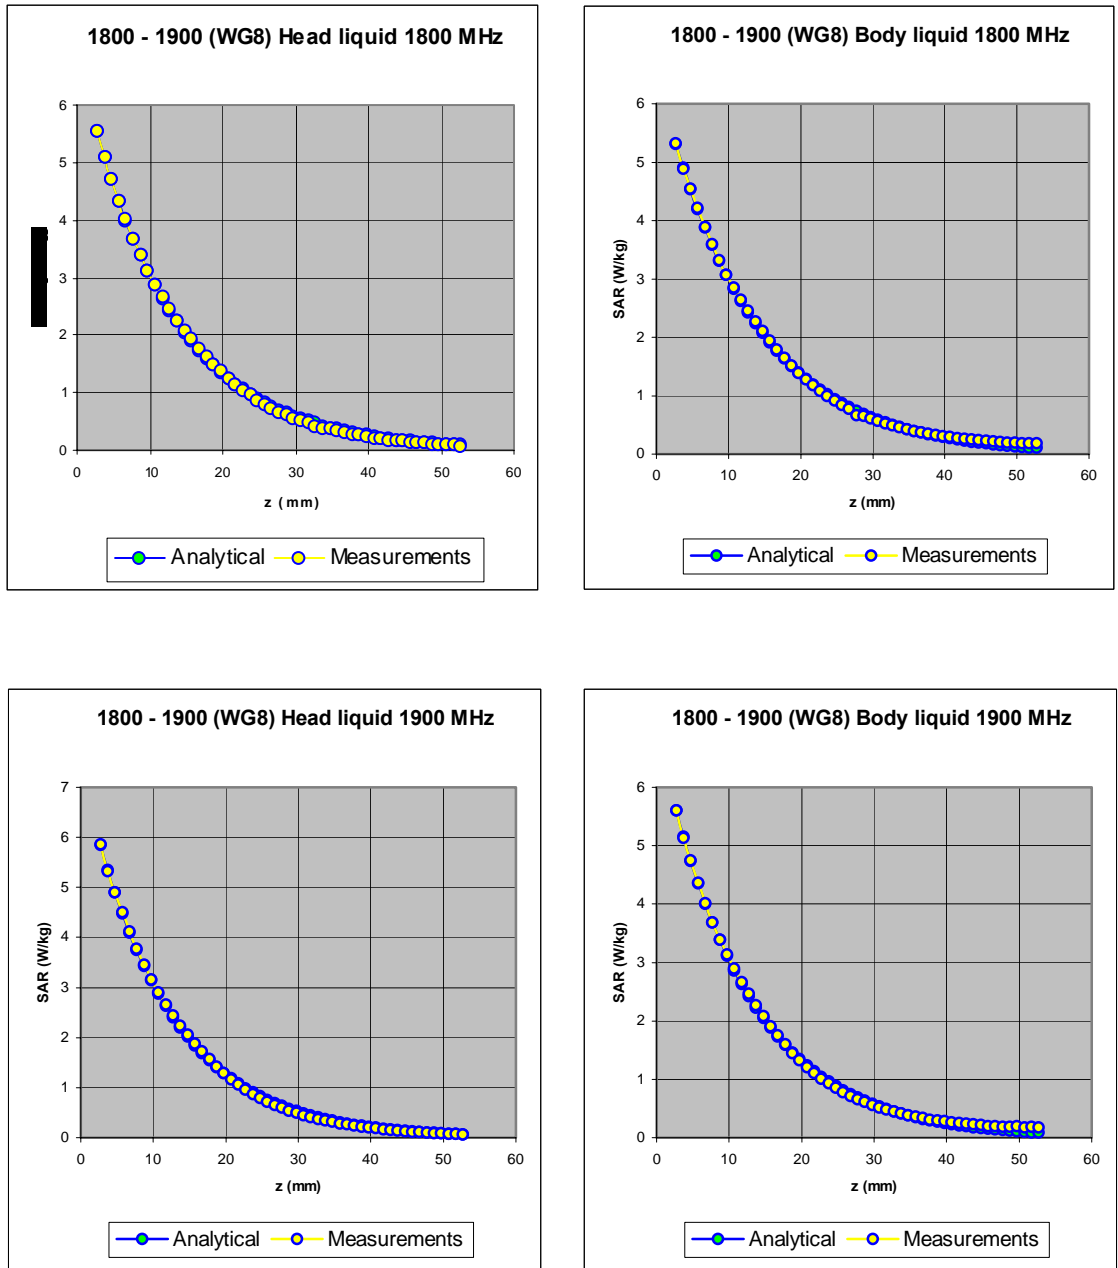 1800 - 1900 (WG8) Head liquid 1800 MHz
6
5
4
3
2
1
0
0 10 20 30 40 50 60
z ( mm )
Analytical Measurements
1800 - 1900 (WG8) Body liquid 1800 MHz
SAR (W/kg)
6
5
4
3
2
1
0
0 10 20 30 40 50 60
z (mm)
Analytical Measurements
1800 - 1900 (WG8) Head liquid 1900 MHz
SAR (W/kg)
7
6
5
4
3
2
1
0
0 10 20 30 40 50 60
z (mm)
Analytical Measurements
1800 - 1900 (WG8) Body liquid 1900 MHz
SAR (W/kg)
6
5
4
3
2
1
0
0 10 20 30 40 50 60
z (mm)
Analytical Measurements